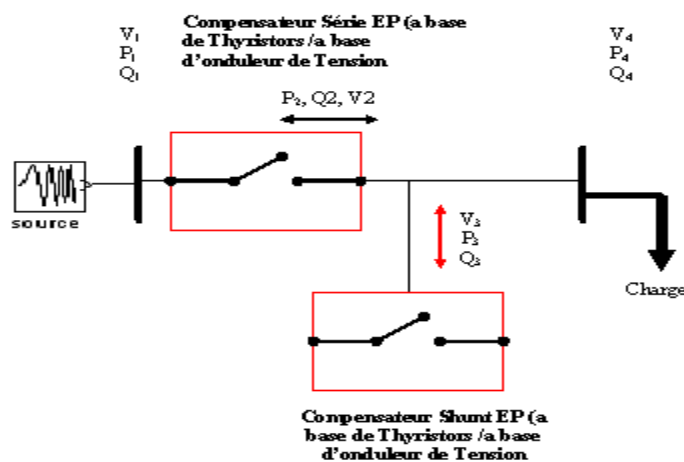 V₁
P₁
Q₁
Compensateur Série EP (a base
de Thyristors /a base
d'onduleur de Tension
V₄
P₄
Q₄
P₂, Q2, V2
source
V₃
P₃
Q₃
Charge
Compensateur Shunt EP (a
base de Thyristors /a base
d'onduleur de Tension